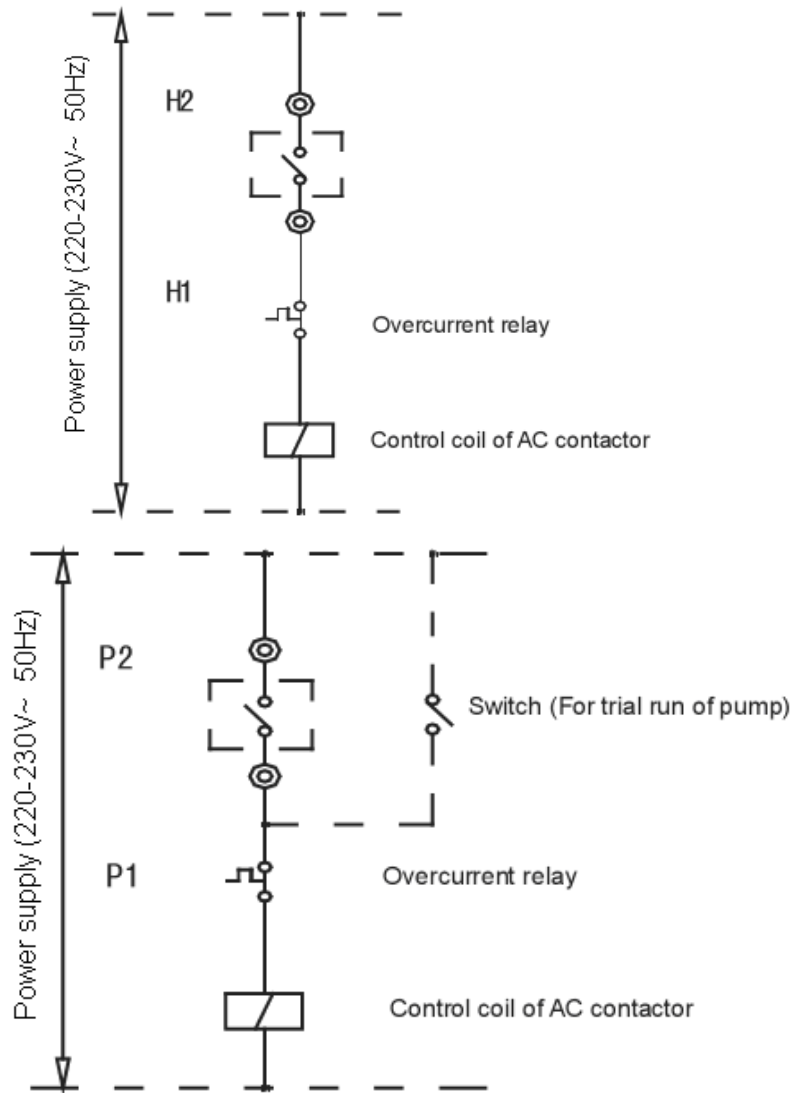 Power supply (220-230V~ 50Hz)
H2
H1
Overcurrent relay
Control coil of AC contactor
Power supply (220-230V~ 50Hz)
P2
Switch (For trial run of pump)
P1
Overcurrent relay
Control coil of AC contactor